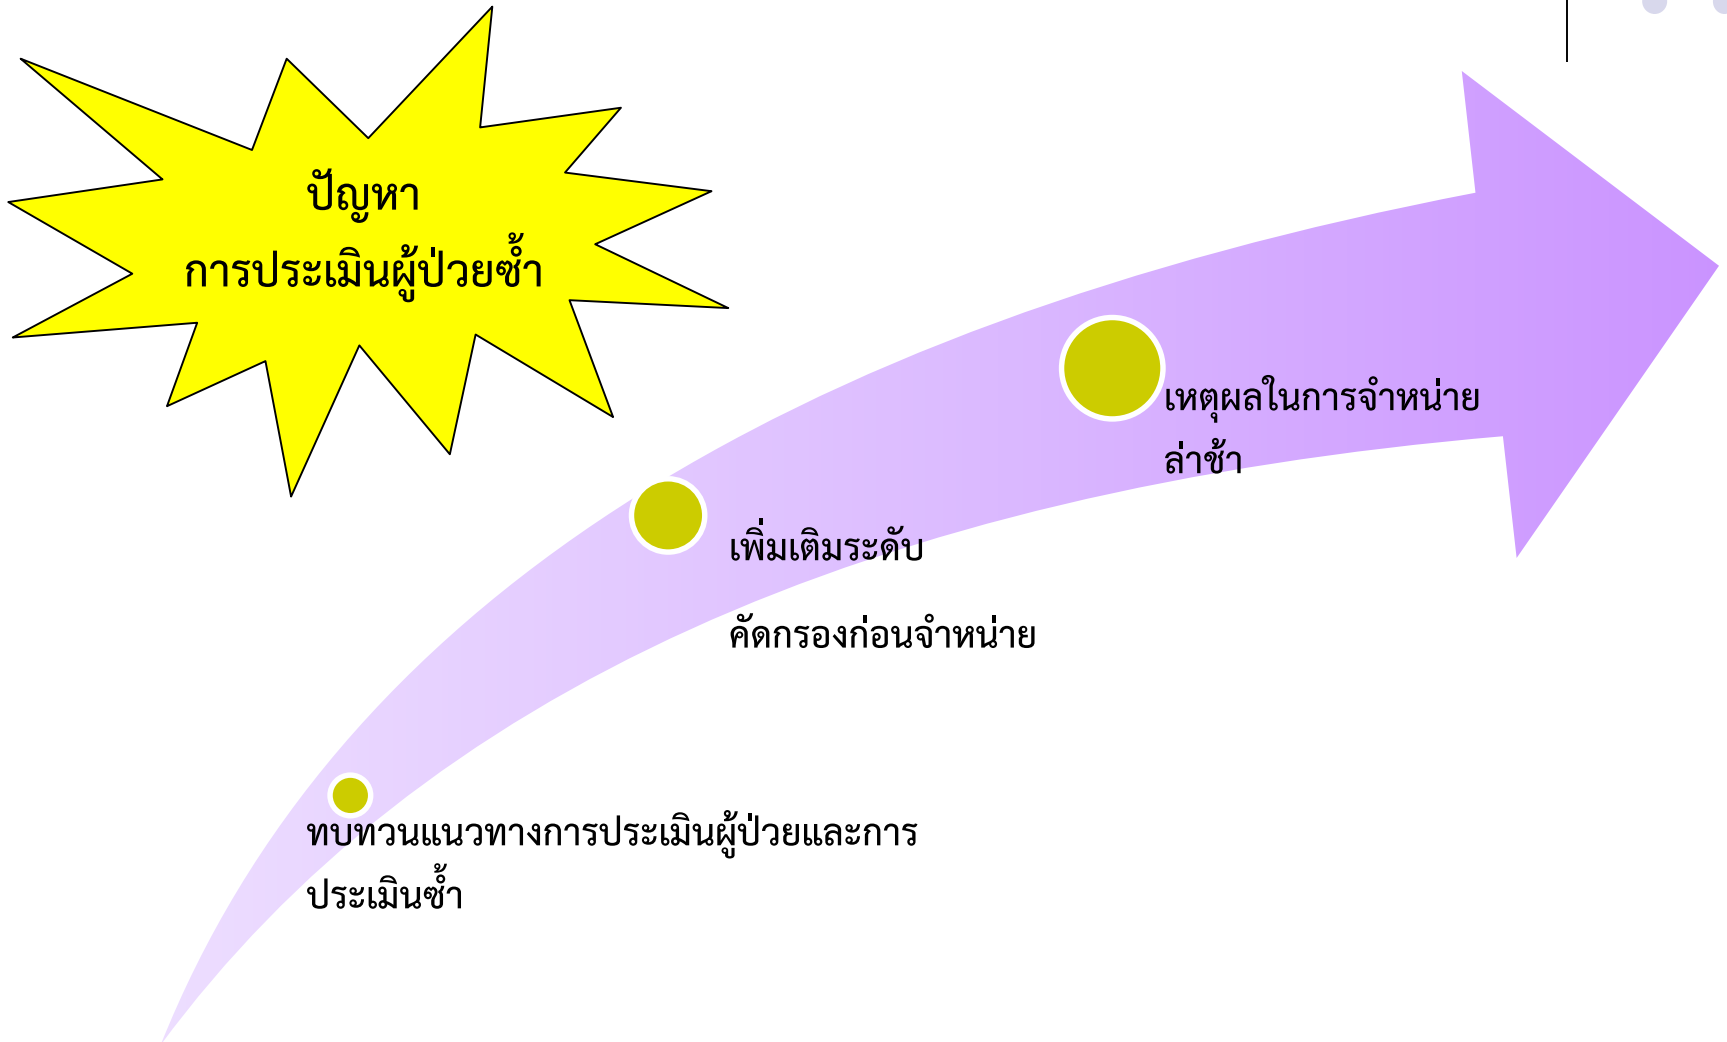 ปัญหา
การประเมินผู้ป่วยซ้ำ
เหตุผลในการจำหน่าย
ล่าช้า
เพิ่มเติมระดับ
คัดกรองก่อนจำหน่าย
ทบทวนแนวทางการประเมินผู้ป่วยและการ
ประเมินซ้ำ